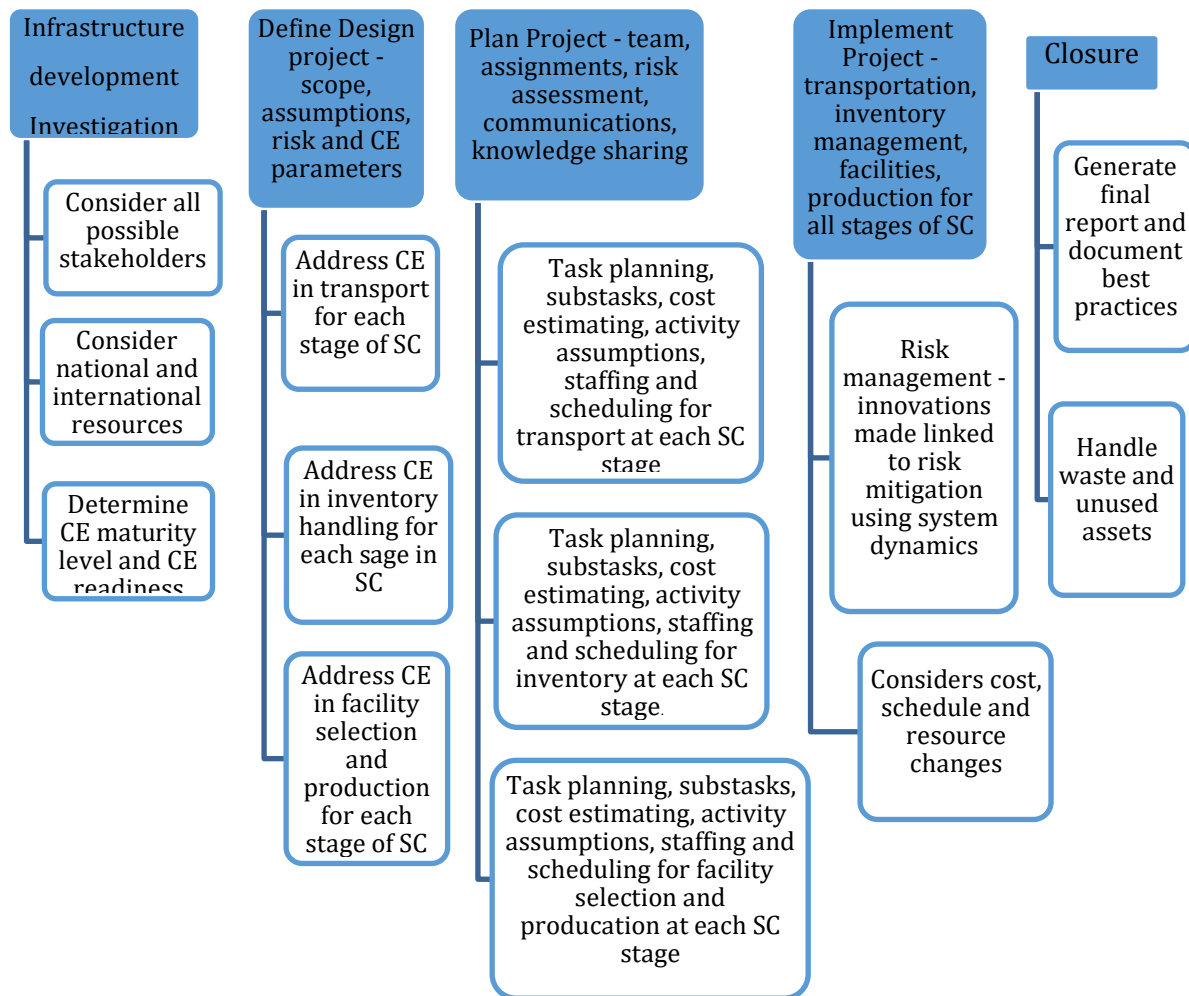 Infrastructure
development
Investigation
Consider all
possible
stakeholders
Consider
national and
international
resources
Determine
CE maturity
level and CE
readiness
Define Design
project -
scope,
assumptions,
risk and CE
parameters
Address CE
in transport
for each
stage of SC
Address CE
in inventory
handling for
each sage in
SC
Address CE
in facility
selection
and
production
for each
stage of SC
Plan Project - team,
assignments, risk
assessment,
communications,
knowledge sharing
Task planning,
substasks, cost
estimating, activity
assumptions,
staffing and
scheduling for
transport at each SC
stage
Task planning,
substasks, cost
estimating, activity
assumptions, staffing
and scheduling for
inventory at each SC
stage.
Task planning, substasks,
cost estimating, activity
assumptions, staffing and
scheduling for facility
selection and
producation at each SC
stage
Implement
Project -
transportation,
inventory
management,
facilities,
production for
all stages of SC
Risk
management -
innovations
made linked
to risk
mitigation
using system
dynamics
Considers cost,
schedule and
resource
changes
Closure
Generate
final
report and
document
best
practices
Handle
waste and
unused
assets